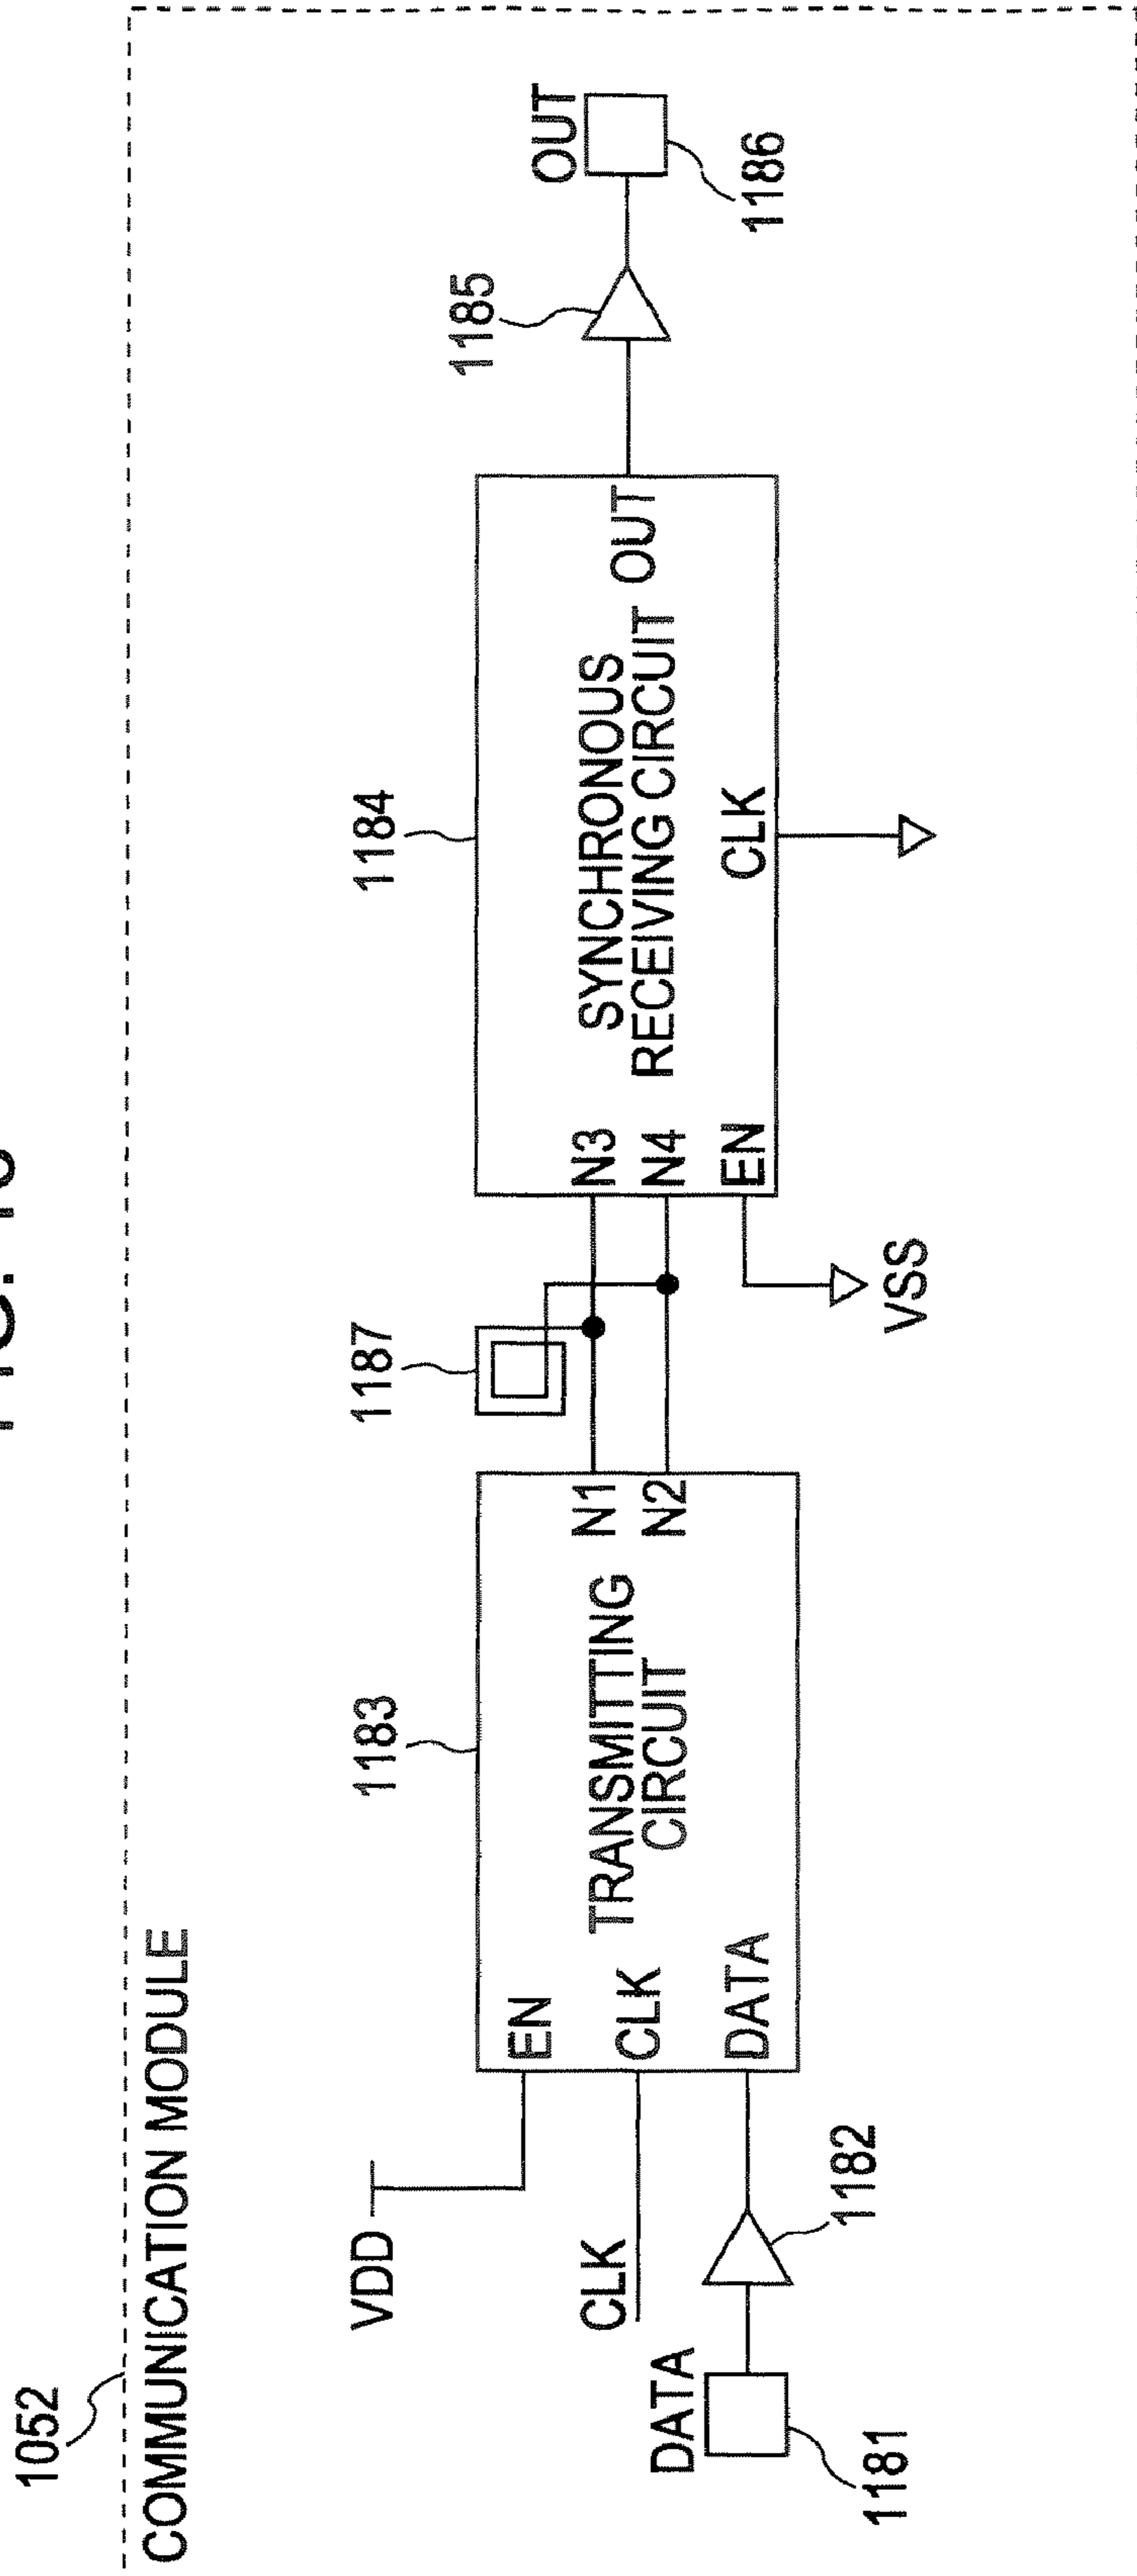 1052
COMMUNICATION MODULE
VDD
CLK
DATA
1181
1182
1183
EN
CLK
DATA
TRANSMITTING
CIRCUIT
N1
N2
1187
VSS
1184
N3
N4
EN
SYNCHRONOUS
RECEIVING CIRCUIT
CLK
OUT
1185
OUT
1186